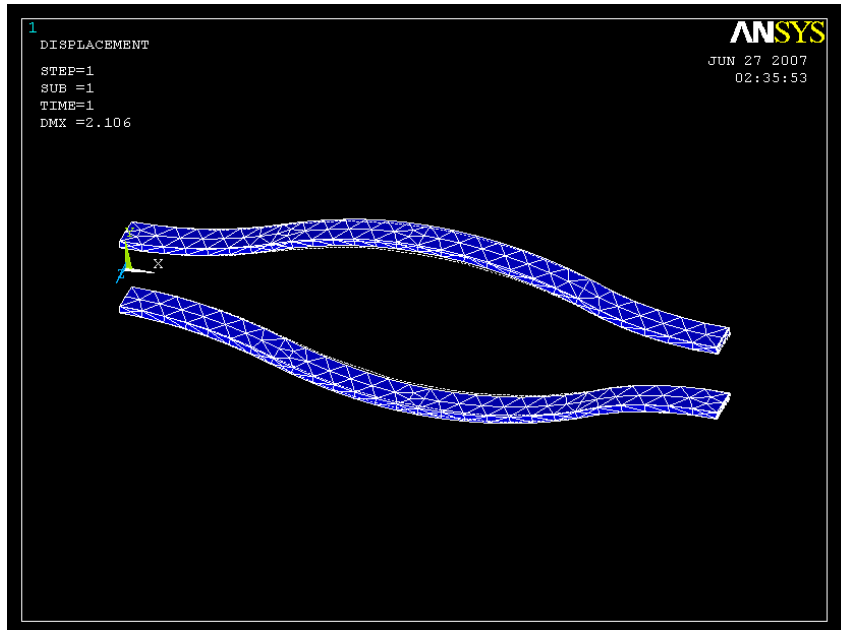 1
DISPLACEMENT
STEP=1
SUB =1
TIME=1
DMX =2.106
ANSYS
JUN 27 2007
02:35:53
Y
X
Z